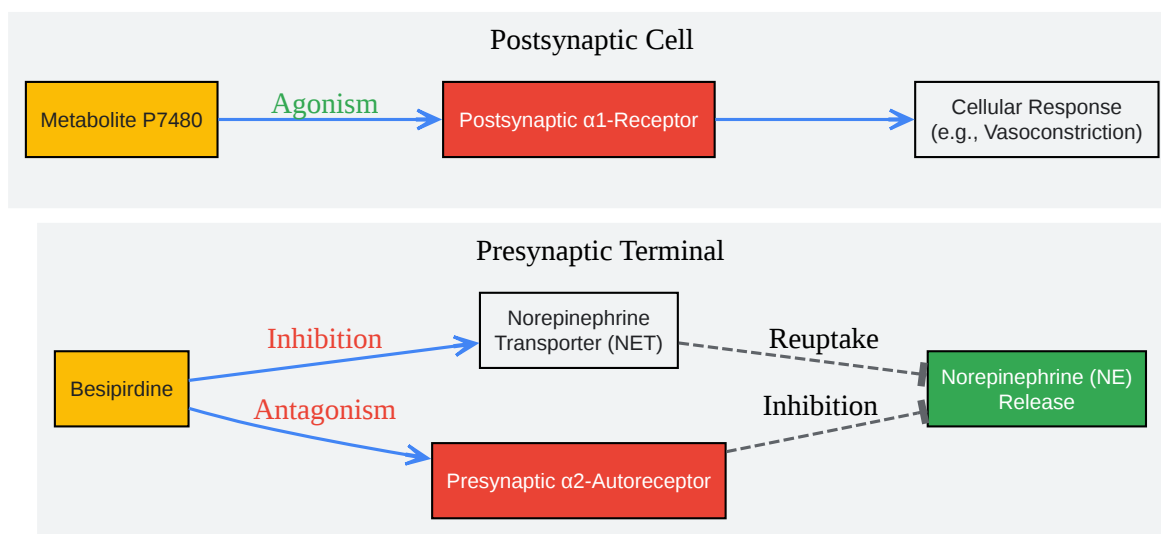 Postsynaptic Cell
Metabolite P7480
Agonism
Postsynaptic α1-Receptor
Cellular Response
(e.g., Vasoconstriction)
Presynaptic Terminal
Besipirdine
Inhibition
Antagonism
Norepinephrine
Transporter (NET)
Presynaptic α2-Autoreceptor
Reuptake
Inhibition
Norepinephrine (NE)
Release